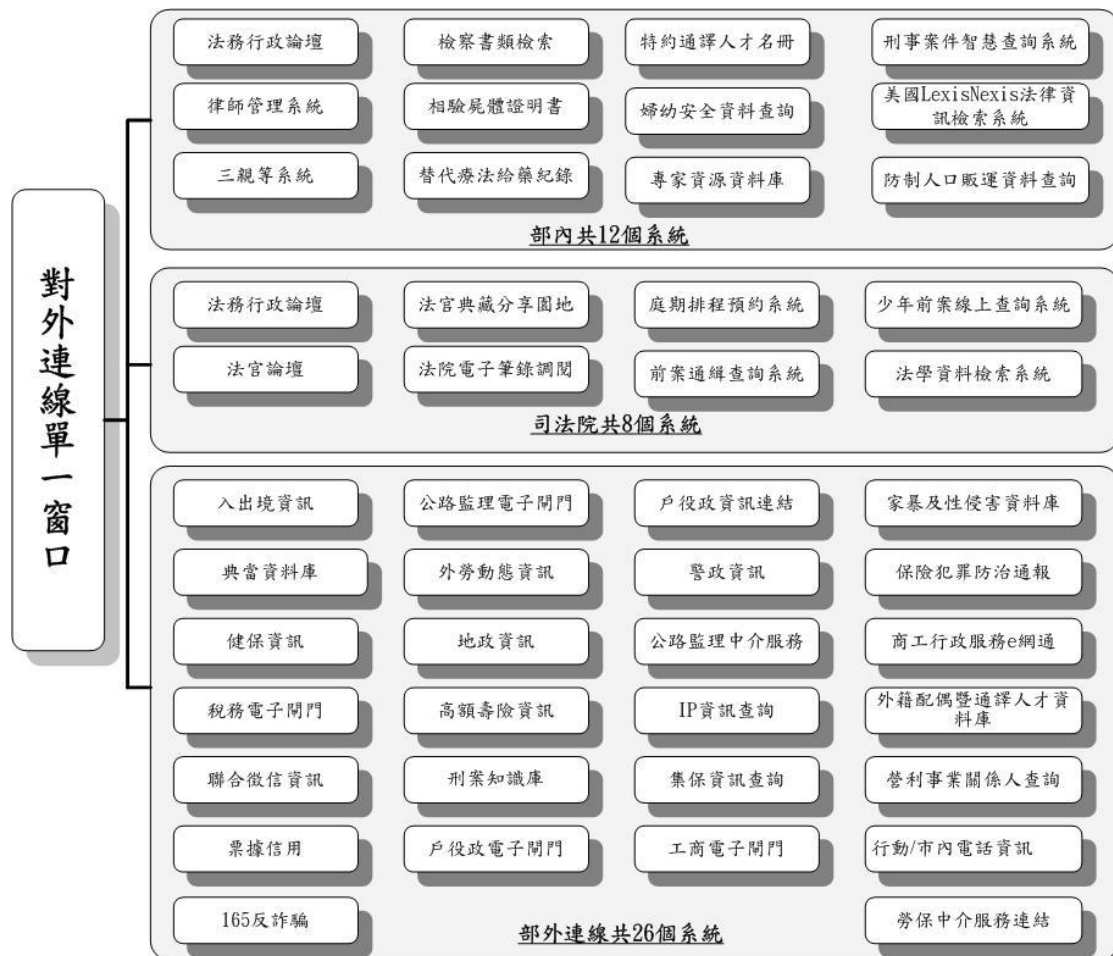 對外連線單一窗口
法務行政論壇
檢察書類檢索
特約通譯人才名冊
刑事案件智慧查詢系統
律師管理系統
相驗屍體證明書
婦幼安全資料查詢
美國LexisNexis法律資
訊檢索系統
三親等系統
替代療法給藥紀錄
專家資源資料庫
防制人口販運資料查詢
部內共12個系統
法務行政論壇
法官典藏分享園地
庭期排程預約系統
少年前案線上查詢系統
法官論壇
法院電子筆錄調閱
前案通緝查詢系統
法學資料檢索系統
司法院共8個系統
入出境資訊
公路監理電子閘門
戶役政資訊連結
家暴及性侵害資料庫
典當資料庫
外勞動態資訊
警政資訊
保險犯罪防治通報
健保資訊
地政資訊
公路監理中介服務
商工行政服務e網通
稅務電子閘門
高額壽險資訊
IP資訊查詢
外籍配偶暨通譯人才資
料庫
聯合徵信資訊
刑案知識庫
集保資訊查詢
營利事業關係人查詢
票據信用
戶役政電子閘門
工商電子閘門
行動/市內電話資訊
165反詐騙
勞保中介服務連結
部外連線共26個系統